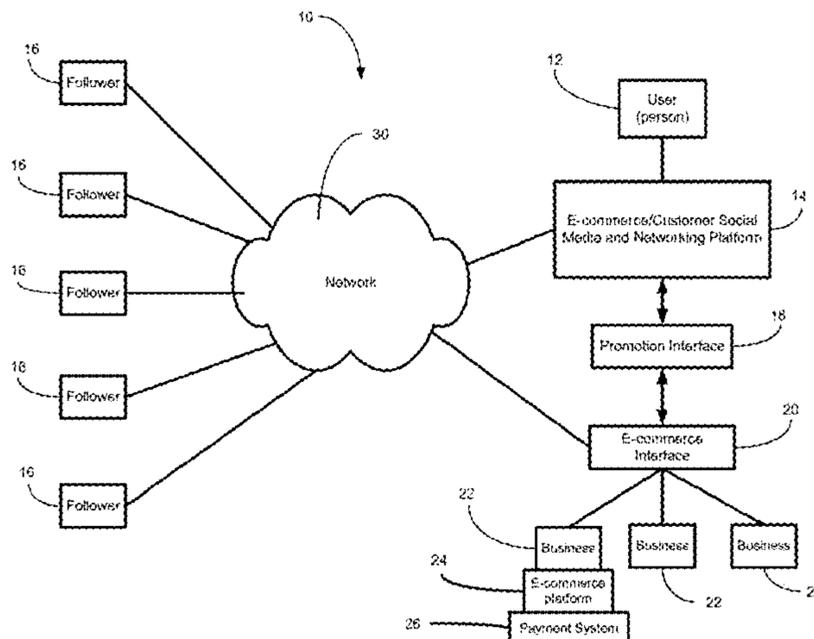 10
16
Follower
12
User
(person)
30
16
Follower
E-commerce/Customer Social
Media and Networking Platform
14
16
Follower
Network
18
Promotion Interface
16
Follower
20
E-commerce
Interface
16
Follower
22
Business
Business
Business
24
E-commerce
platform
22
26
Payment System